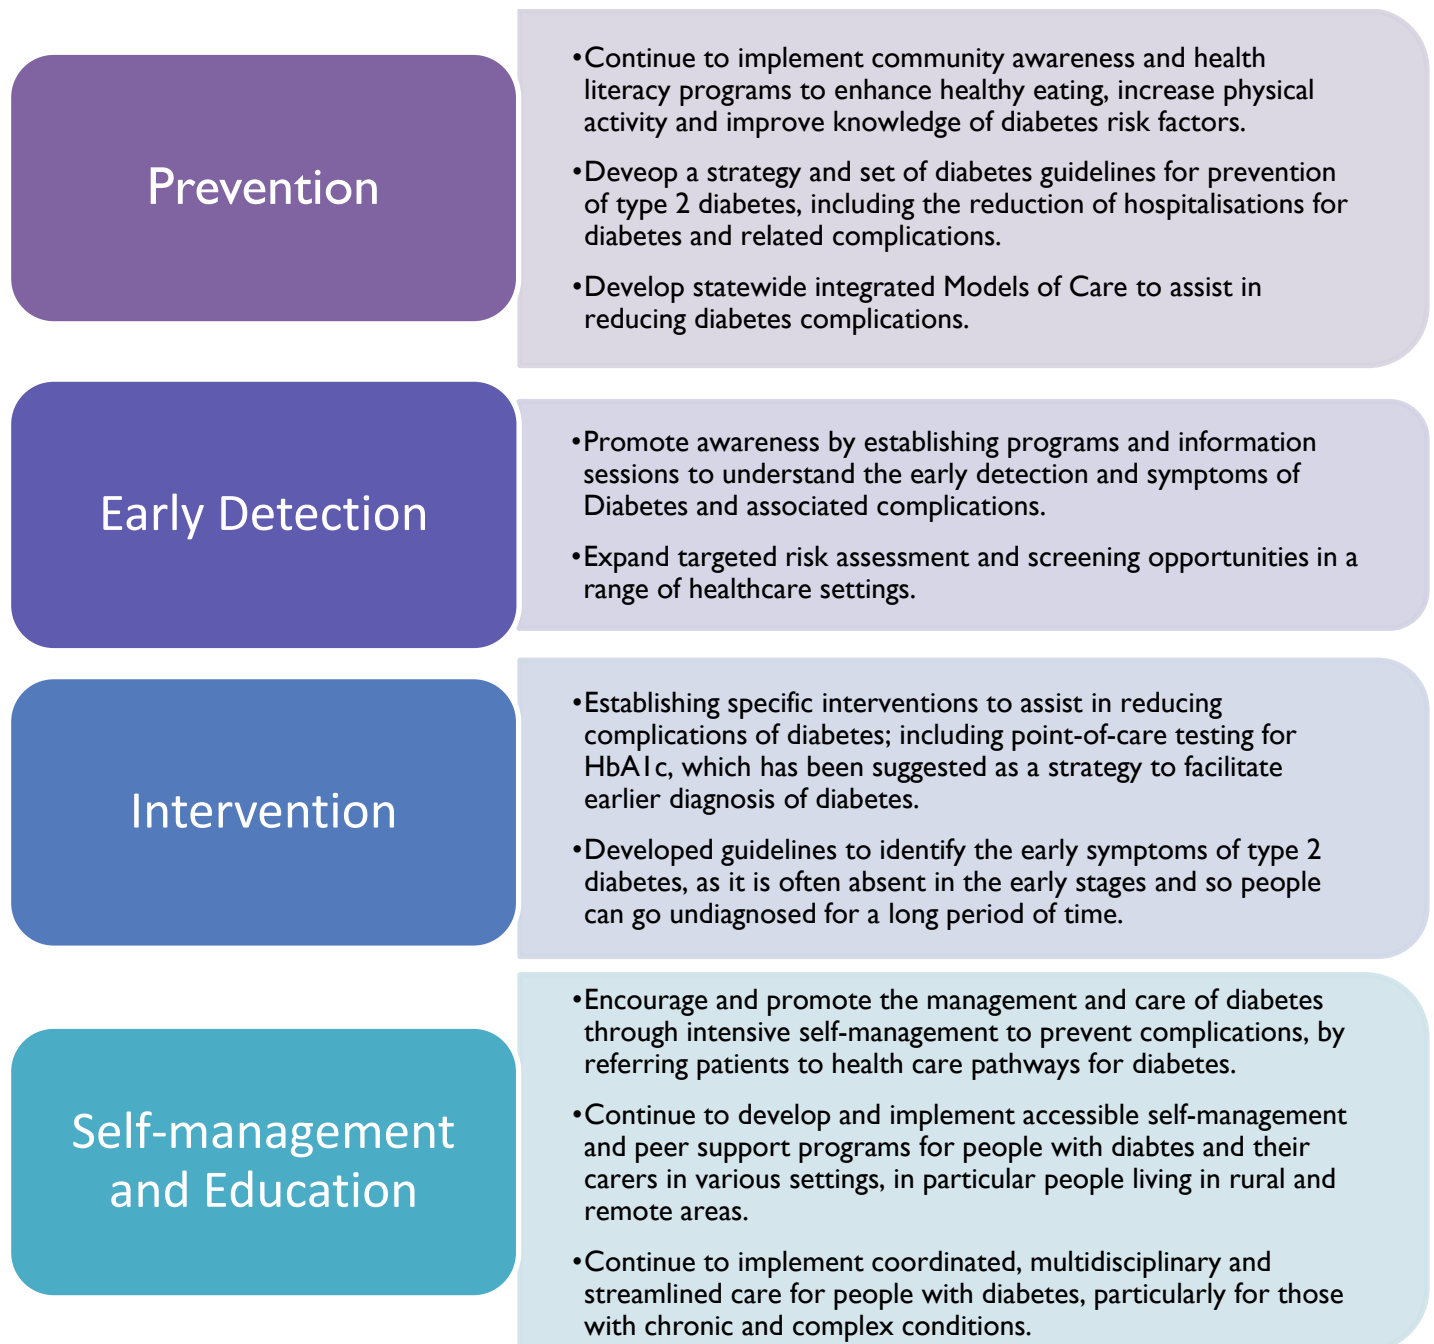 Prevention
•Continue to implement community awareness and health
literacy programs to enhance healthy eating, increase physical
activity and improve knowledge of diabetes risk factors.
•Deveop a strategy and set of diabetes guidelines for prevention
of type 2 diabetes, including the reduction of hospitalisations for
diabetes and related complications.
•Develop statewide integrated Models of Care to assist in
reducing diabetes complications.
Early Detection
•Promote awareness by establishing programs and information
sessions to understand the early detection and symptoms of
Diabetes and associated complications.
•Expand targeted risk assessment and screening opportunities in a
range of healthcare settings.
Intervention
•Establishing specific interventions to assist in reducing
complications of diabetes; including point-of-care testing for
HbA1c, which has been suggested as a strategy to facilitate
earlier diagnosis of diabetes.
•Developed guidelines to identify the early symptoms of type 2
diabetes, as it is often absent in the early stages and so people
can go undiagnosed for a long period of time.
Self-management
and Education
•Encourage and promote the management and care of diabetes
through intensive self-management to prevent complications, by
referring patients to health care pathways for diabetes.
•Continue to develop and implement accessible self-management
and peer support programs for people with diabtes and their
carers in various settings, in particular people living in rural and
remote areas.
•Continue to implement coordinated, multidisciplinary and
streamlined care for people with diabetes, particularly for those
with chronic and complex conditions.